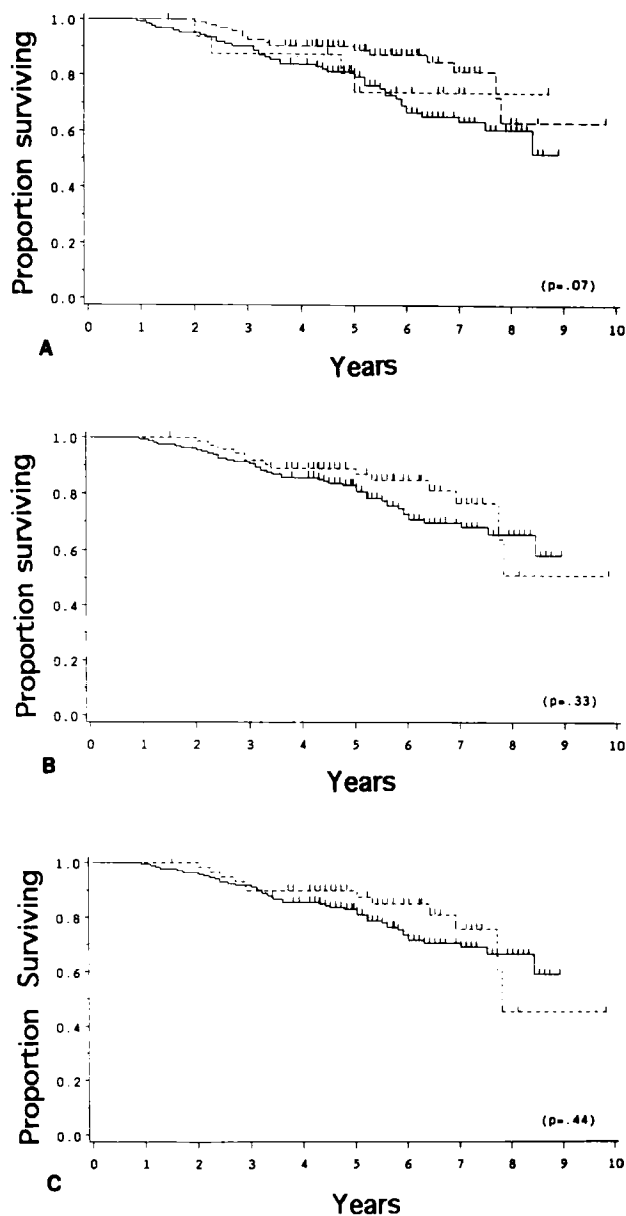 Proportion surviving
1.0
0.8
0.6
0.4
0.2
0.0
(p=.07)
0 1 2 3 4 5 6 7 8 9 10
A
Years
Proportion surviving
1.0
0.8
0.6
0.4
0.2
0.0
(p=.33)
0 1 2 3 4 5 6 7 8 9 10
B
Years
Proportion Surviving
1.0
0.8
0.6
0.4
0.2
0.0
(p=.44)
0 1 2 3 4 5 6 7 8 9 10
C
Years